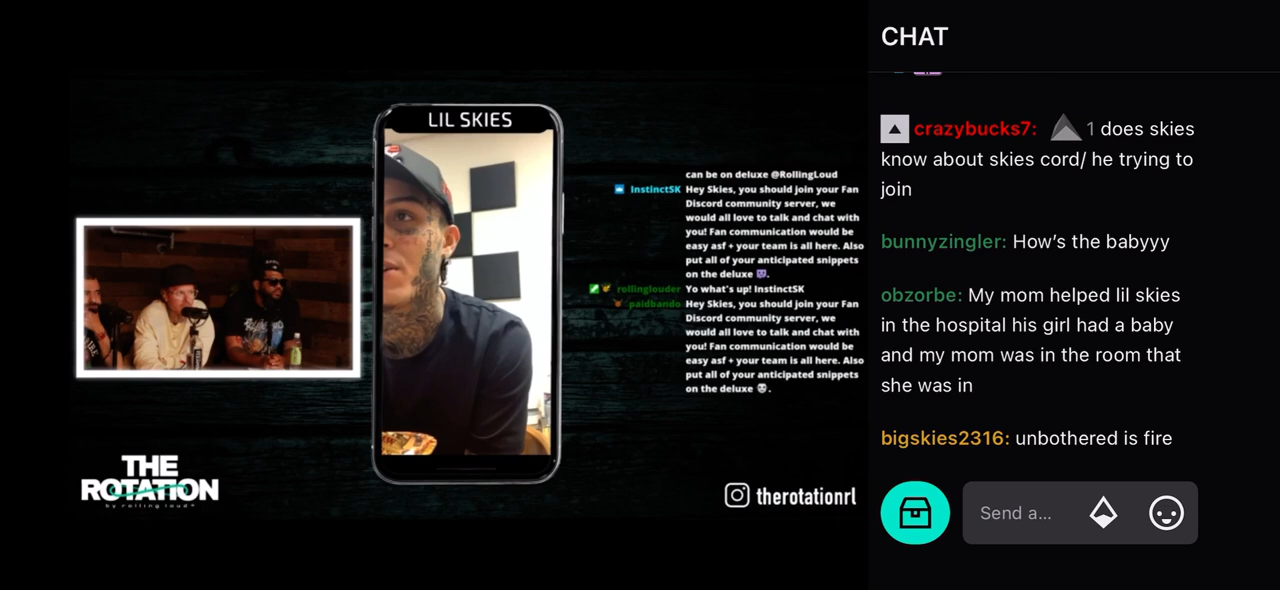 LIL SKIES
can be on deluxe @RollingLoud
InstinctSK Hey Skies, you should join your Fan
Discord community server, we
would all love to talk and chat with
you! Fan communication would be
easy asf + your team is all here. Also
put all of your anticipated snippets
on the deluxe 😈.
rollinglouder Yo what's up! InstinctSK
paidbando Hey Skies, you should join your Fan
Discord community server, we
would all love to talk and chat with
you! Fan communication would be
easy asf + your team is all here. Also
put all of your anticipated snippets
on the deluxe 💀.
THE
ROTATION
by rolling loud
therotationrl
CHAT
crazybucks7: 1 does skies
know about skies cord/ he trying to
join
bunnyzingler: How’s the babyyy
obzorbe: My mom helped lil skies
in the hospital his girl had a baby
and my mom was in the room that
she was in
bigskies2316: unbothered is fire
Send a...